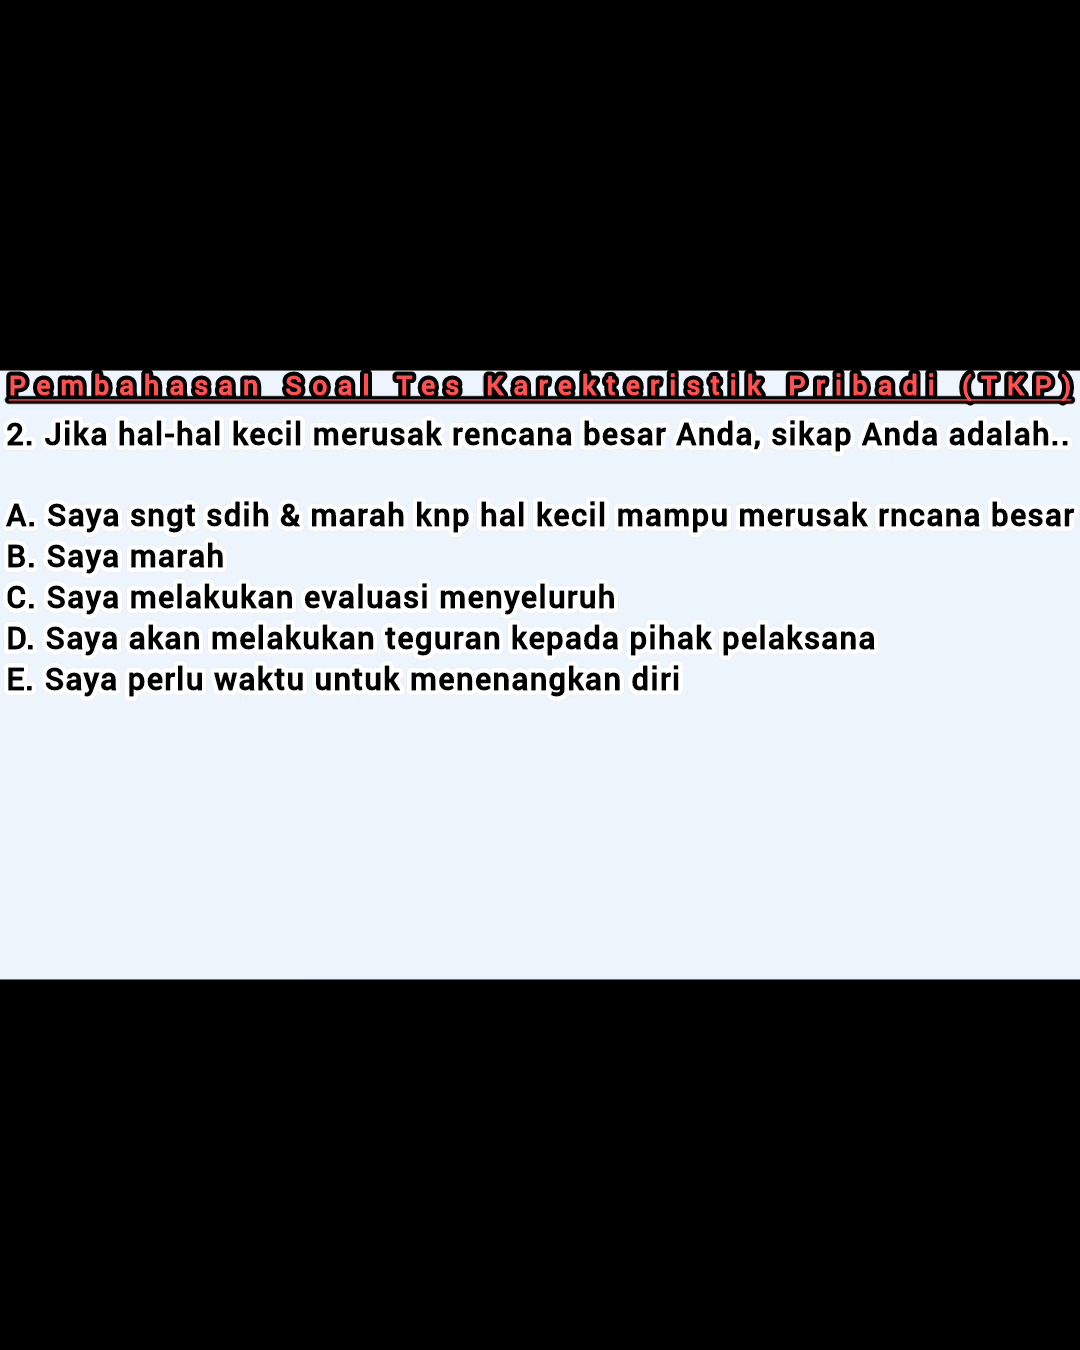 Pembahasan Soal Tes Karekteristik Pribadi (TKP)
2. Jika hal-hal kecil merusak rencana besar Anda, sikap Anda adalah..
A. Saya sngt sdih & marah knp hal kecil mampu merusak rncana besar
B. Saya marah
C. Saya melakukan evaluasi menyeluruh
D. Saya akan melakukan teguran kepada pihak pelaksana
E. Saya perlu waktu untuk menenangkan diri